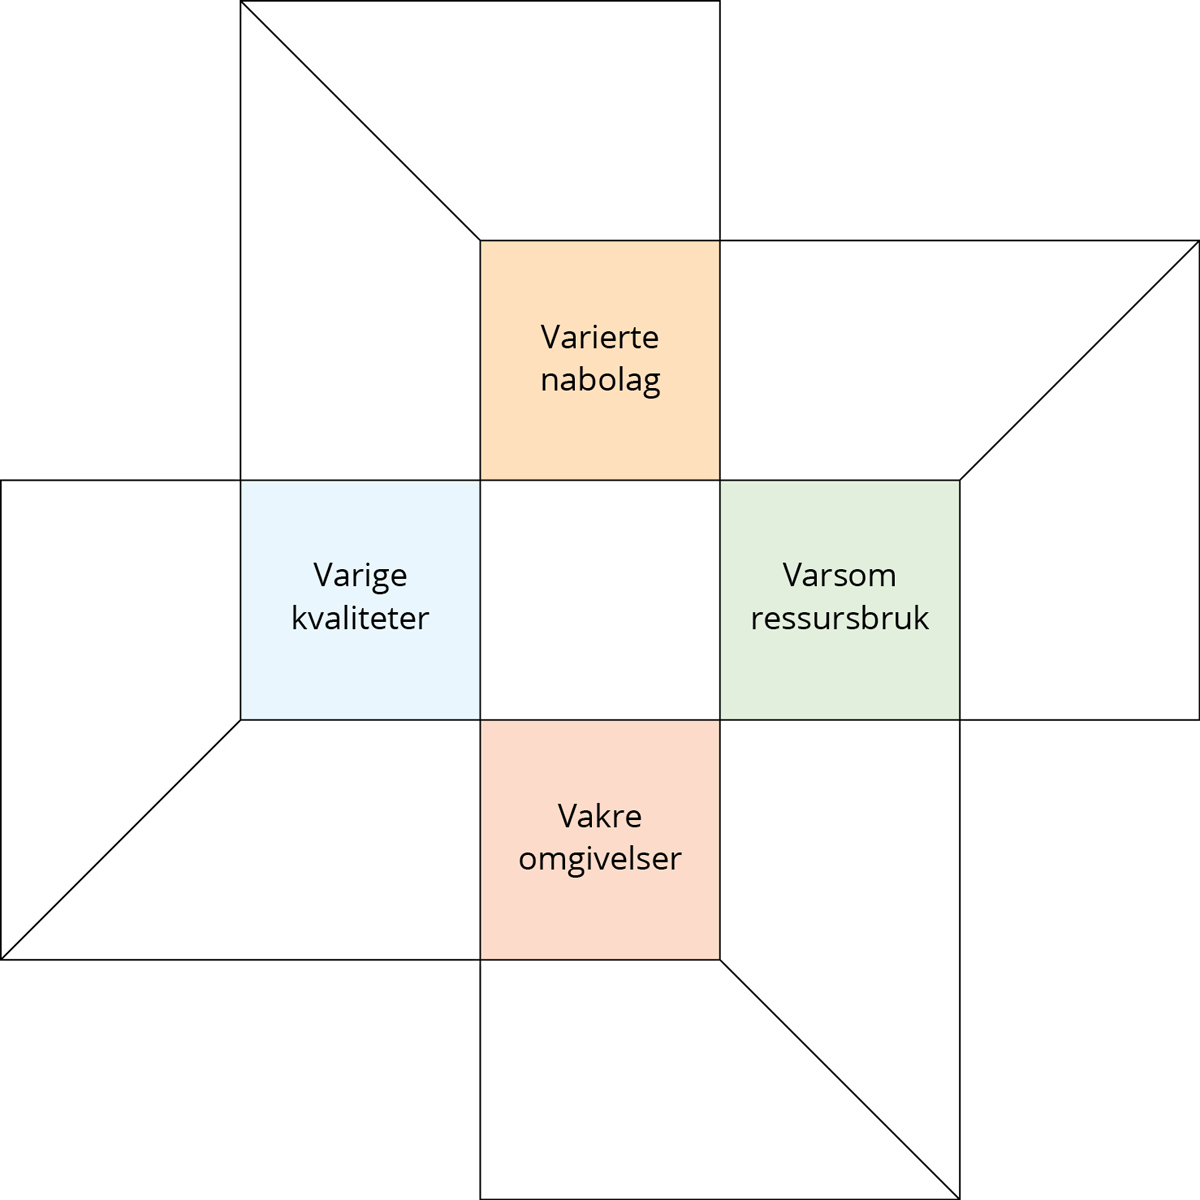 Varierte
nabolag
Varige
kvaliteter
Varsom
ressursbruk
Vakre
omgivelser